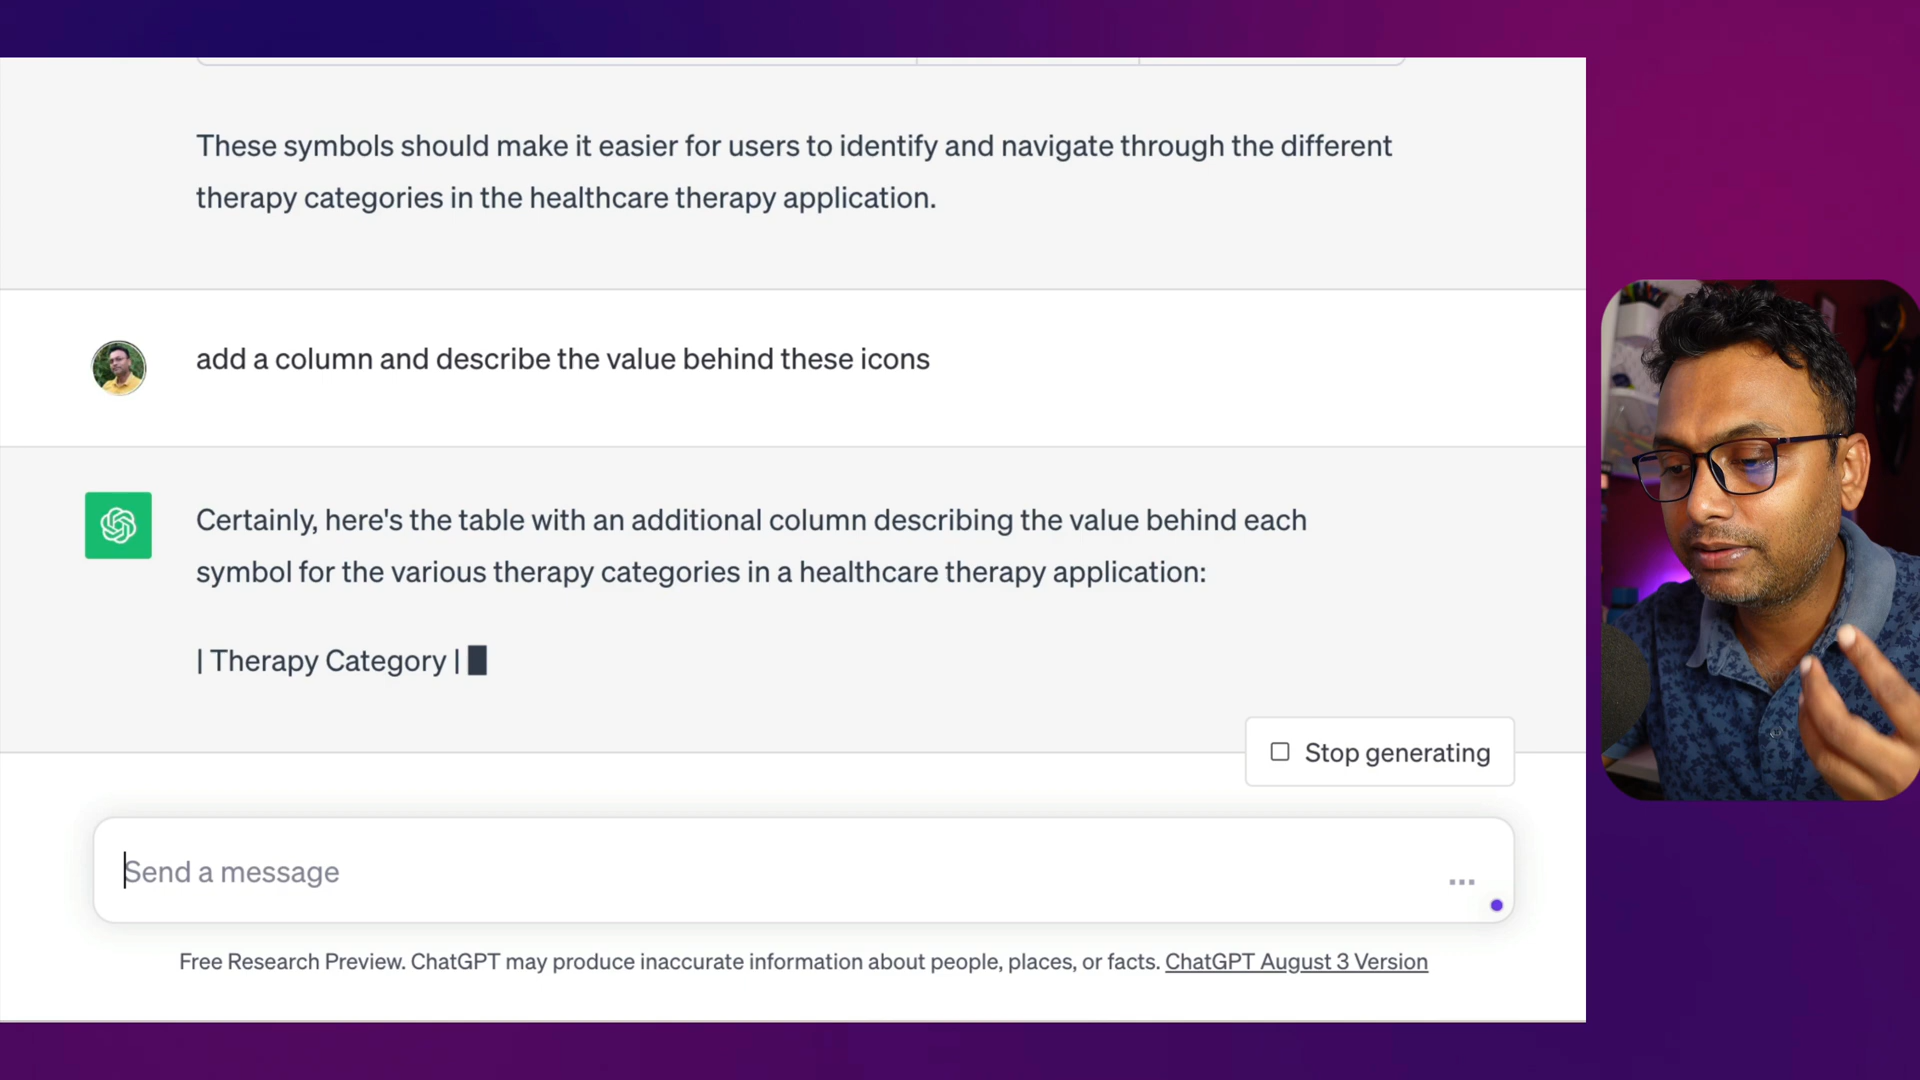 These symbols should make it easier for users to identify and navigate through the different
therapy categories in the healthcare therapy application.
add a column and describe the value behind these icons
Certainly, here's the table with an additional column describing the value behind each
symbol for the various therapy categories in a healthcare therapy application:
| Therapy Category |
Stop generating
Send a message
Free Research Preview. ChatGPT may produce inaccurate information about people, places, or facts. ChatGPT August 3 Version